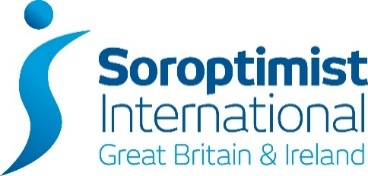 Soroptimist
International
Great Britain & Ireland